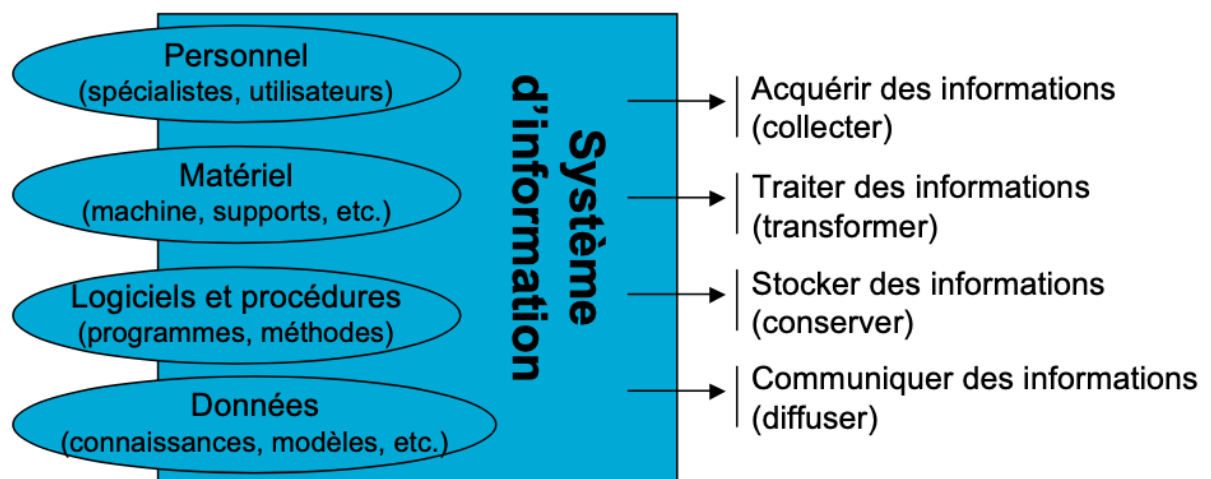 Personnel
(spécialistes, utilisateurs)
Matériel
(machine, supports, etc.)
Logiciels et procédures
(programmes, méthodes)
Données
(connaissances, modèles, etc.)
Système
d'information
Acquérir des informations
(collecter)
Traiter des informations
(transformer)
Stocker des informations
(conserver)
Communiquer des informations
(diffuser)